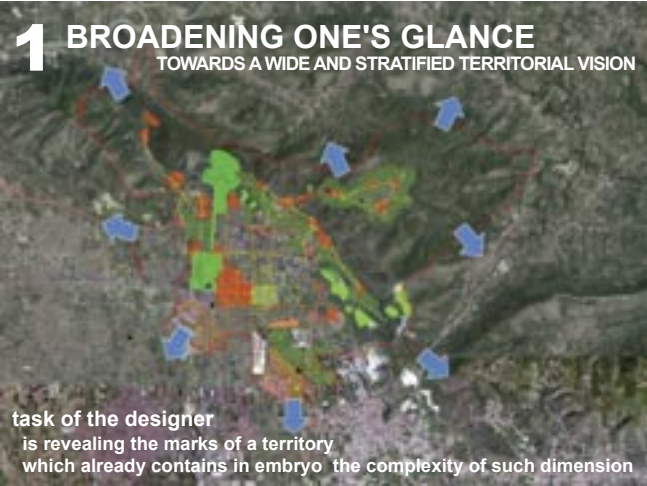 1 BROADENING ONE'S GLANCE
TOWARDS A WIDE AND STRATIFIED TERRITORIAL VISION
task of the designer
is revealing the marks of a territory
which already contains in embryo the complexity of such dimension